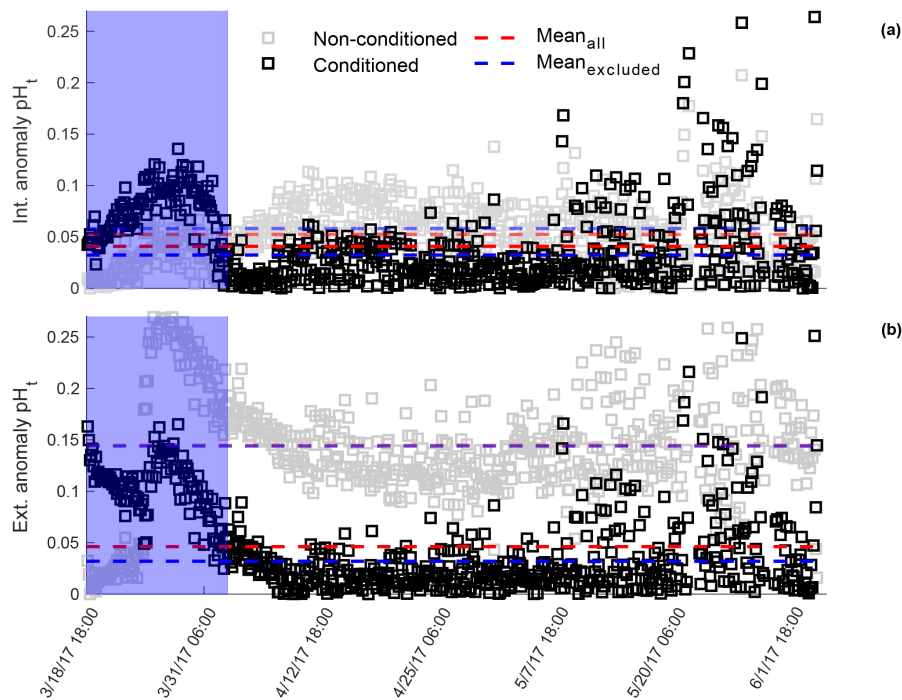 (a)
Non-conditioned
Conditioned
Mean_all
Mean_excluded
Int. anomaly pH_t
0.25
0.2
0.15
0.1
0.05
0
(b)
Ext. anomaly pH_t
0.25
0.2
0.15
0.1
0.05
0
3/18/17 18:00
3/31/17 06:00
4/12/17 18:00
4/25/17 06:00
5/7/17 18:00
5/20/17 06:00
6/1/17 18:00